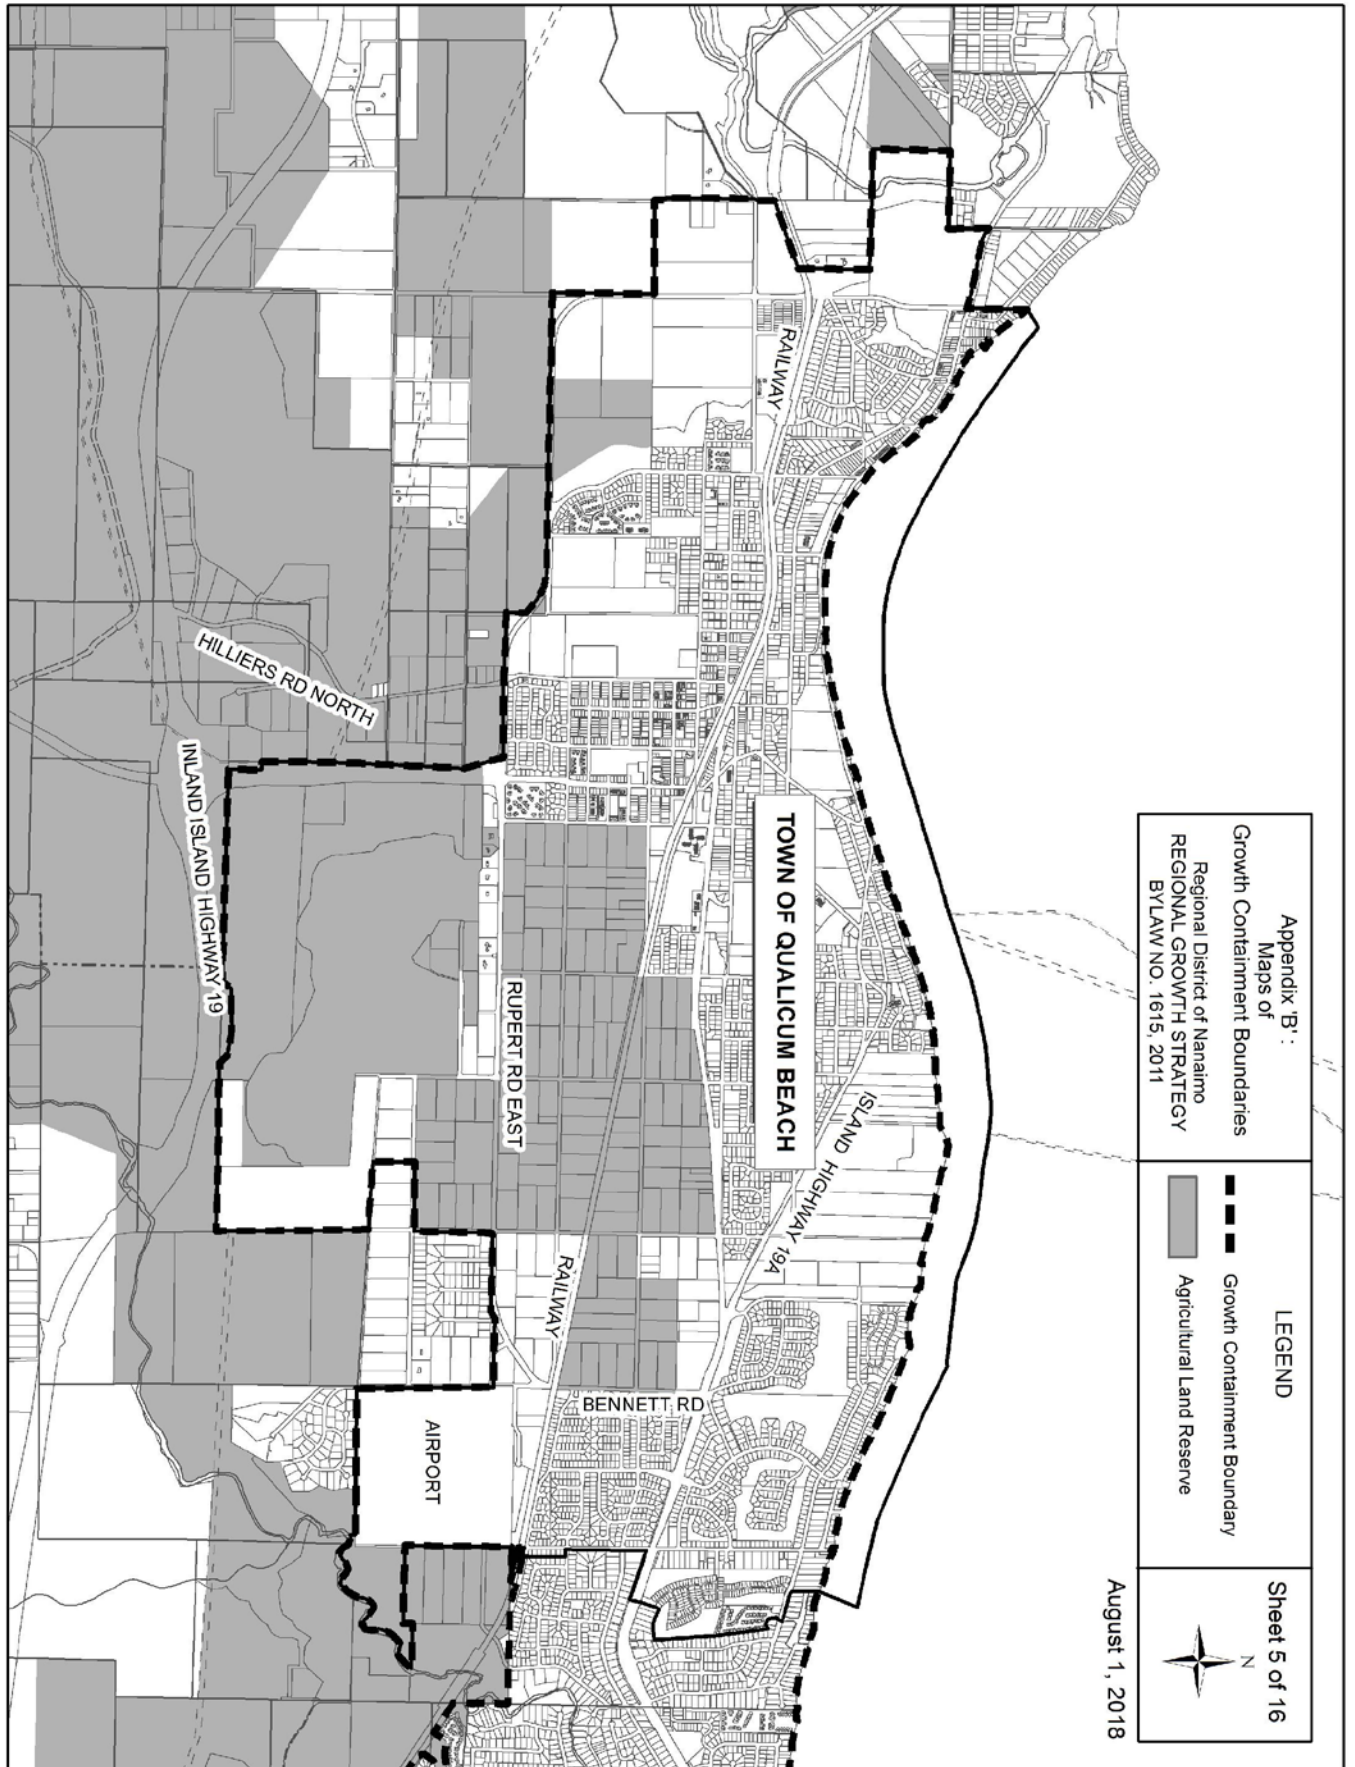 Appendix 'B' :
Maps of
Growth Containment Boundaries
Regional District of Nanaimo
REGIONAL GROWTH STRATEGY
BYLAW NO. 1615, 2011
LEGEND
Growth Containment Boundary
Agricultural Land Reserve
Sheet 5 of 16
N
August 1, 2018
TOWN OF QUALICUM BEACH
ISLAND HIGHWAY 19A
RAILWAY
RAILWAY
BENNETT RD
RUPERT RD EAST
AIRPORT
HILLIERS RD NORTH
INLAND ISLAND HIGHWAY 19